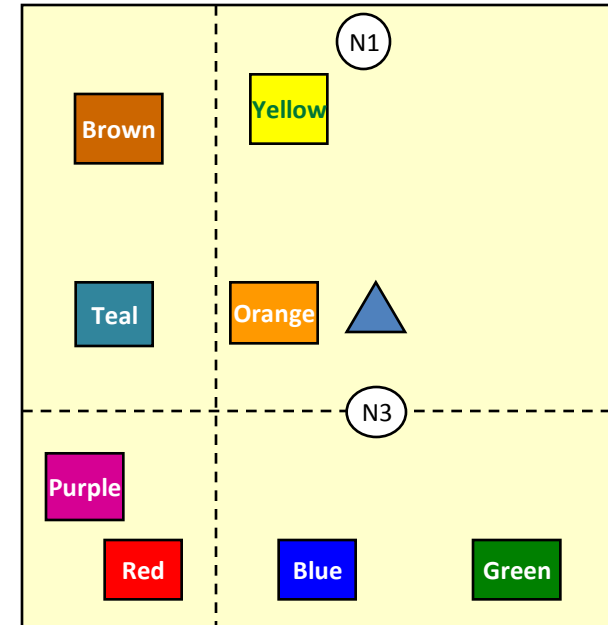 N1
Yellow
Brown
Teal
Orange
N3
Purple
Red
Blue
Green